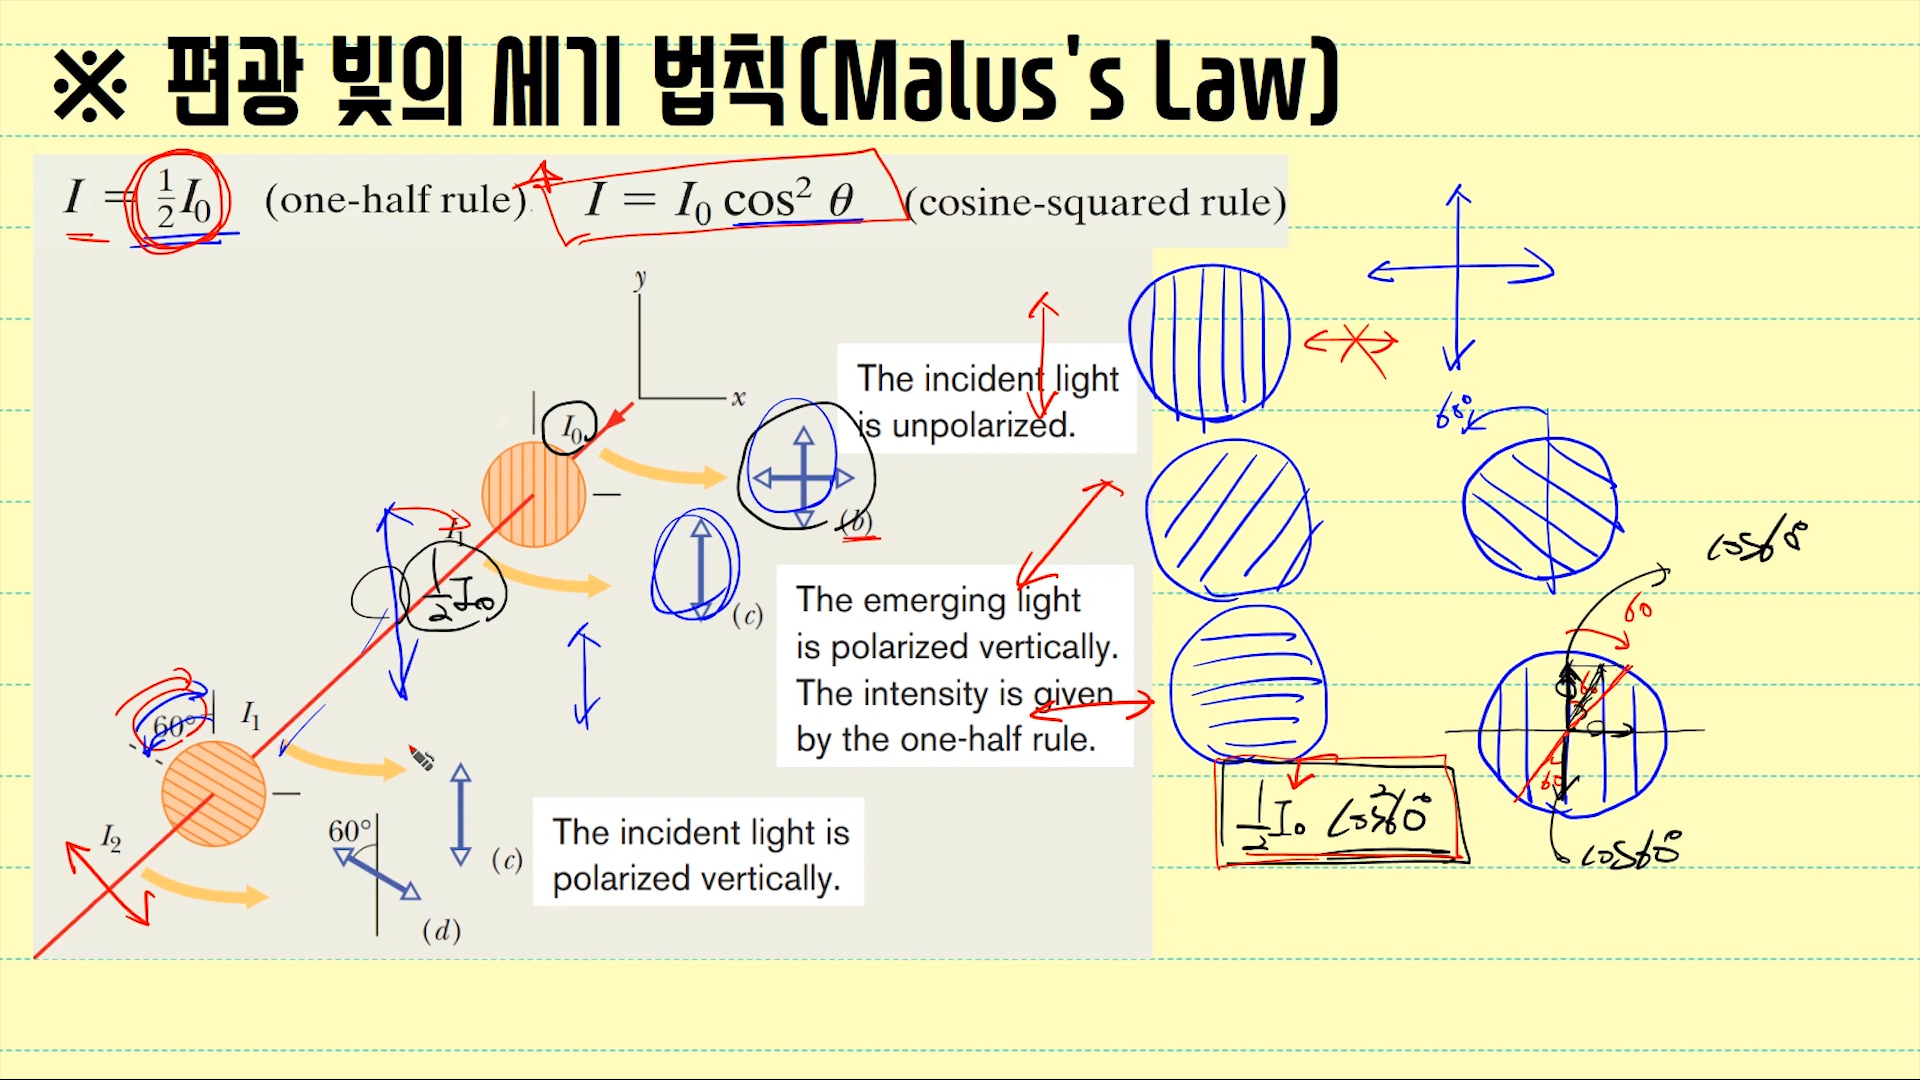 ※ 편광 빛의 세기 법칙(Malus's Law)
I = 1/2 I₀ (one-half rule) I = I₀ cos² θ (cosine-squared rule)
y
x
The incident light
is unpolarized.
I₀
(b)
60°
I₁
1/2 I₀
(c)
cos60°
The emerging light
is polarized vertically.
The intensity is given
by the one-half rule.
60
60
60
60°
I₁
1/2 I₀ cos²60°
cos60°
I₂
60°
(c)
The incident light is
polarized vertically.
(d)